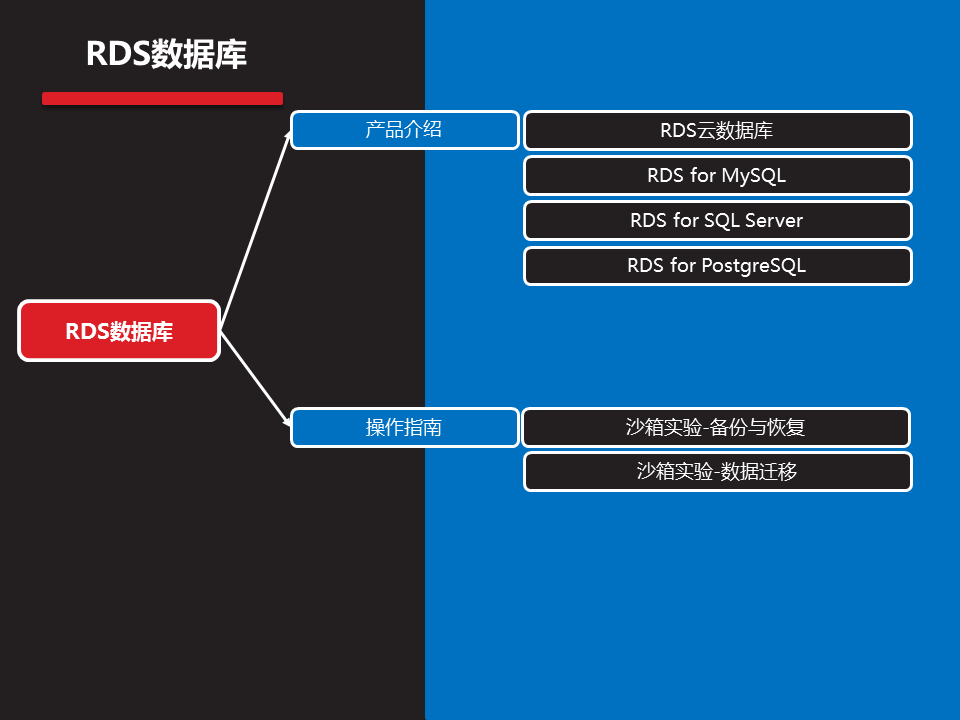 RDS数据库
产品介绍
RDS云数据库
RDS for MySQL
RDS for SQL Server
RDS for PostgreSQL
RDS数据库
操作指南
沙箱实验-备份与恢复
沙箱实验-数据迁移